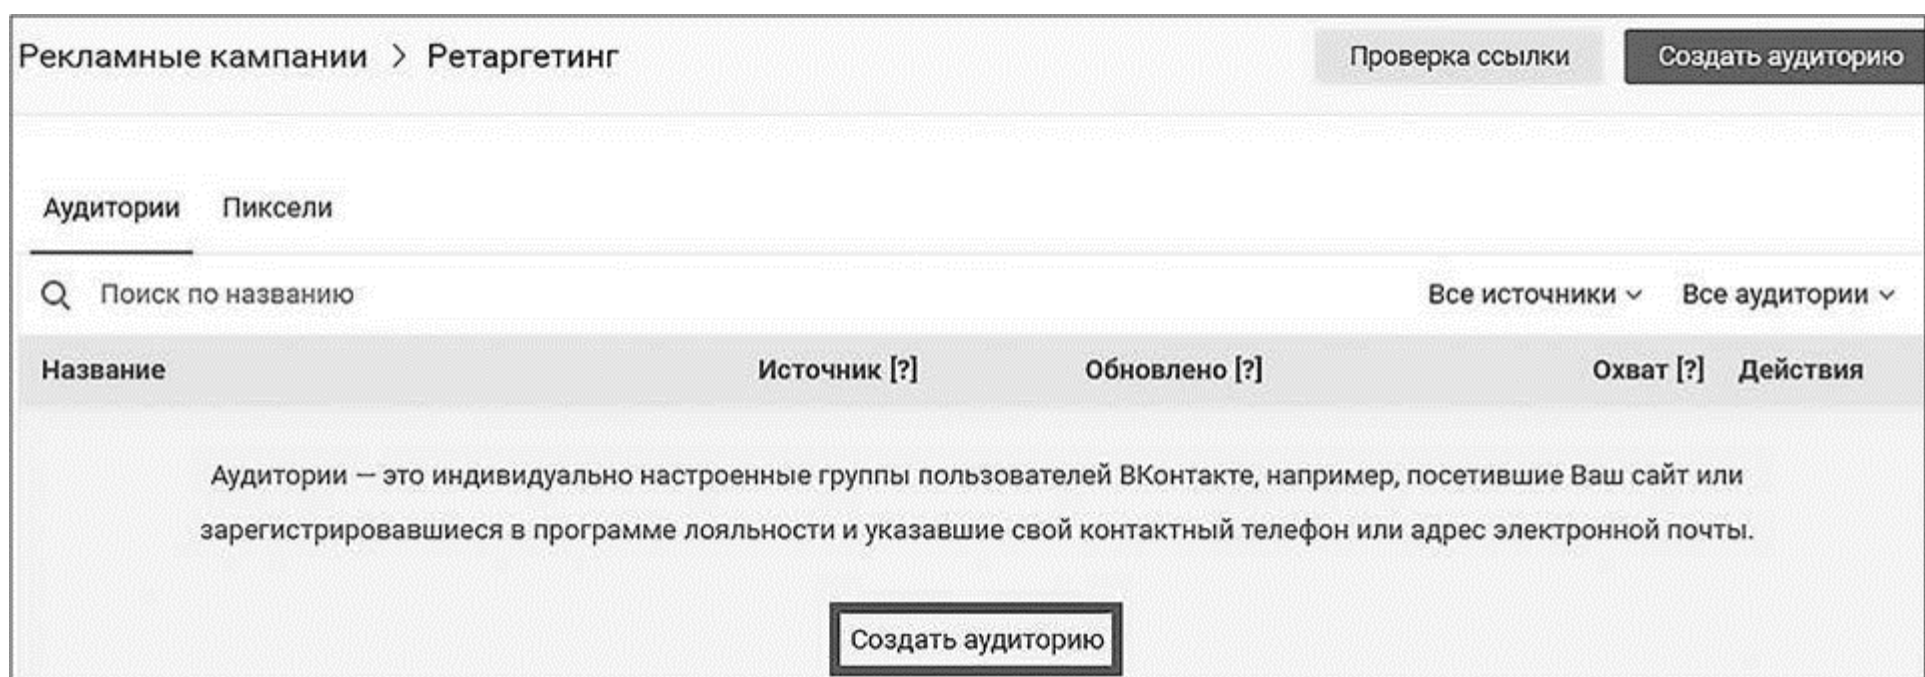 Рекламные кампании > Ретаргетинг Проверка ссылки Создать аудиторию
Аудитории Пиксели
Поиск по названию Все источники Все аудитории
Название Источник [?] Обновлено [?] Охват [?] Действия
Аудитории — это индивидуально настроенные группы пользователей ВКонтакте, например, посетившие Ваш сайт или
зарегистрировавшиеся в программе лояльности и указавшие свой контактный телефон или адрес электронной почты.
Создать аудиторию